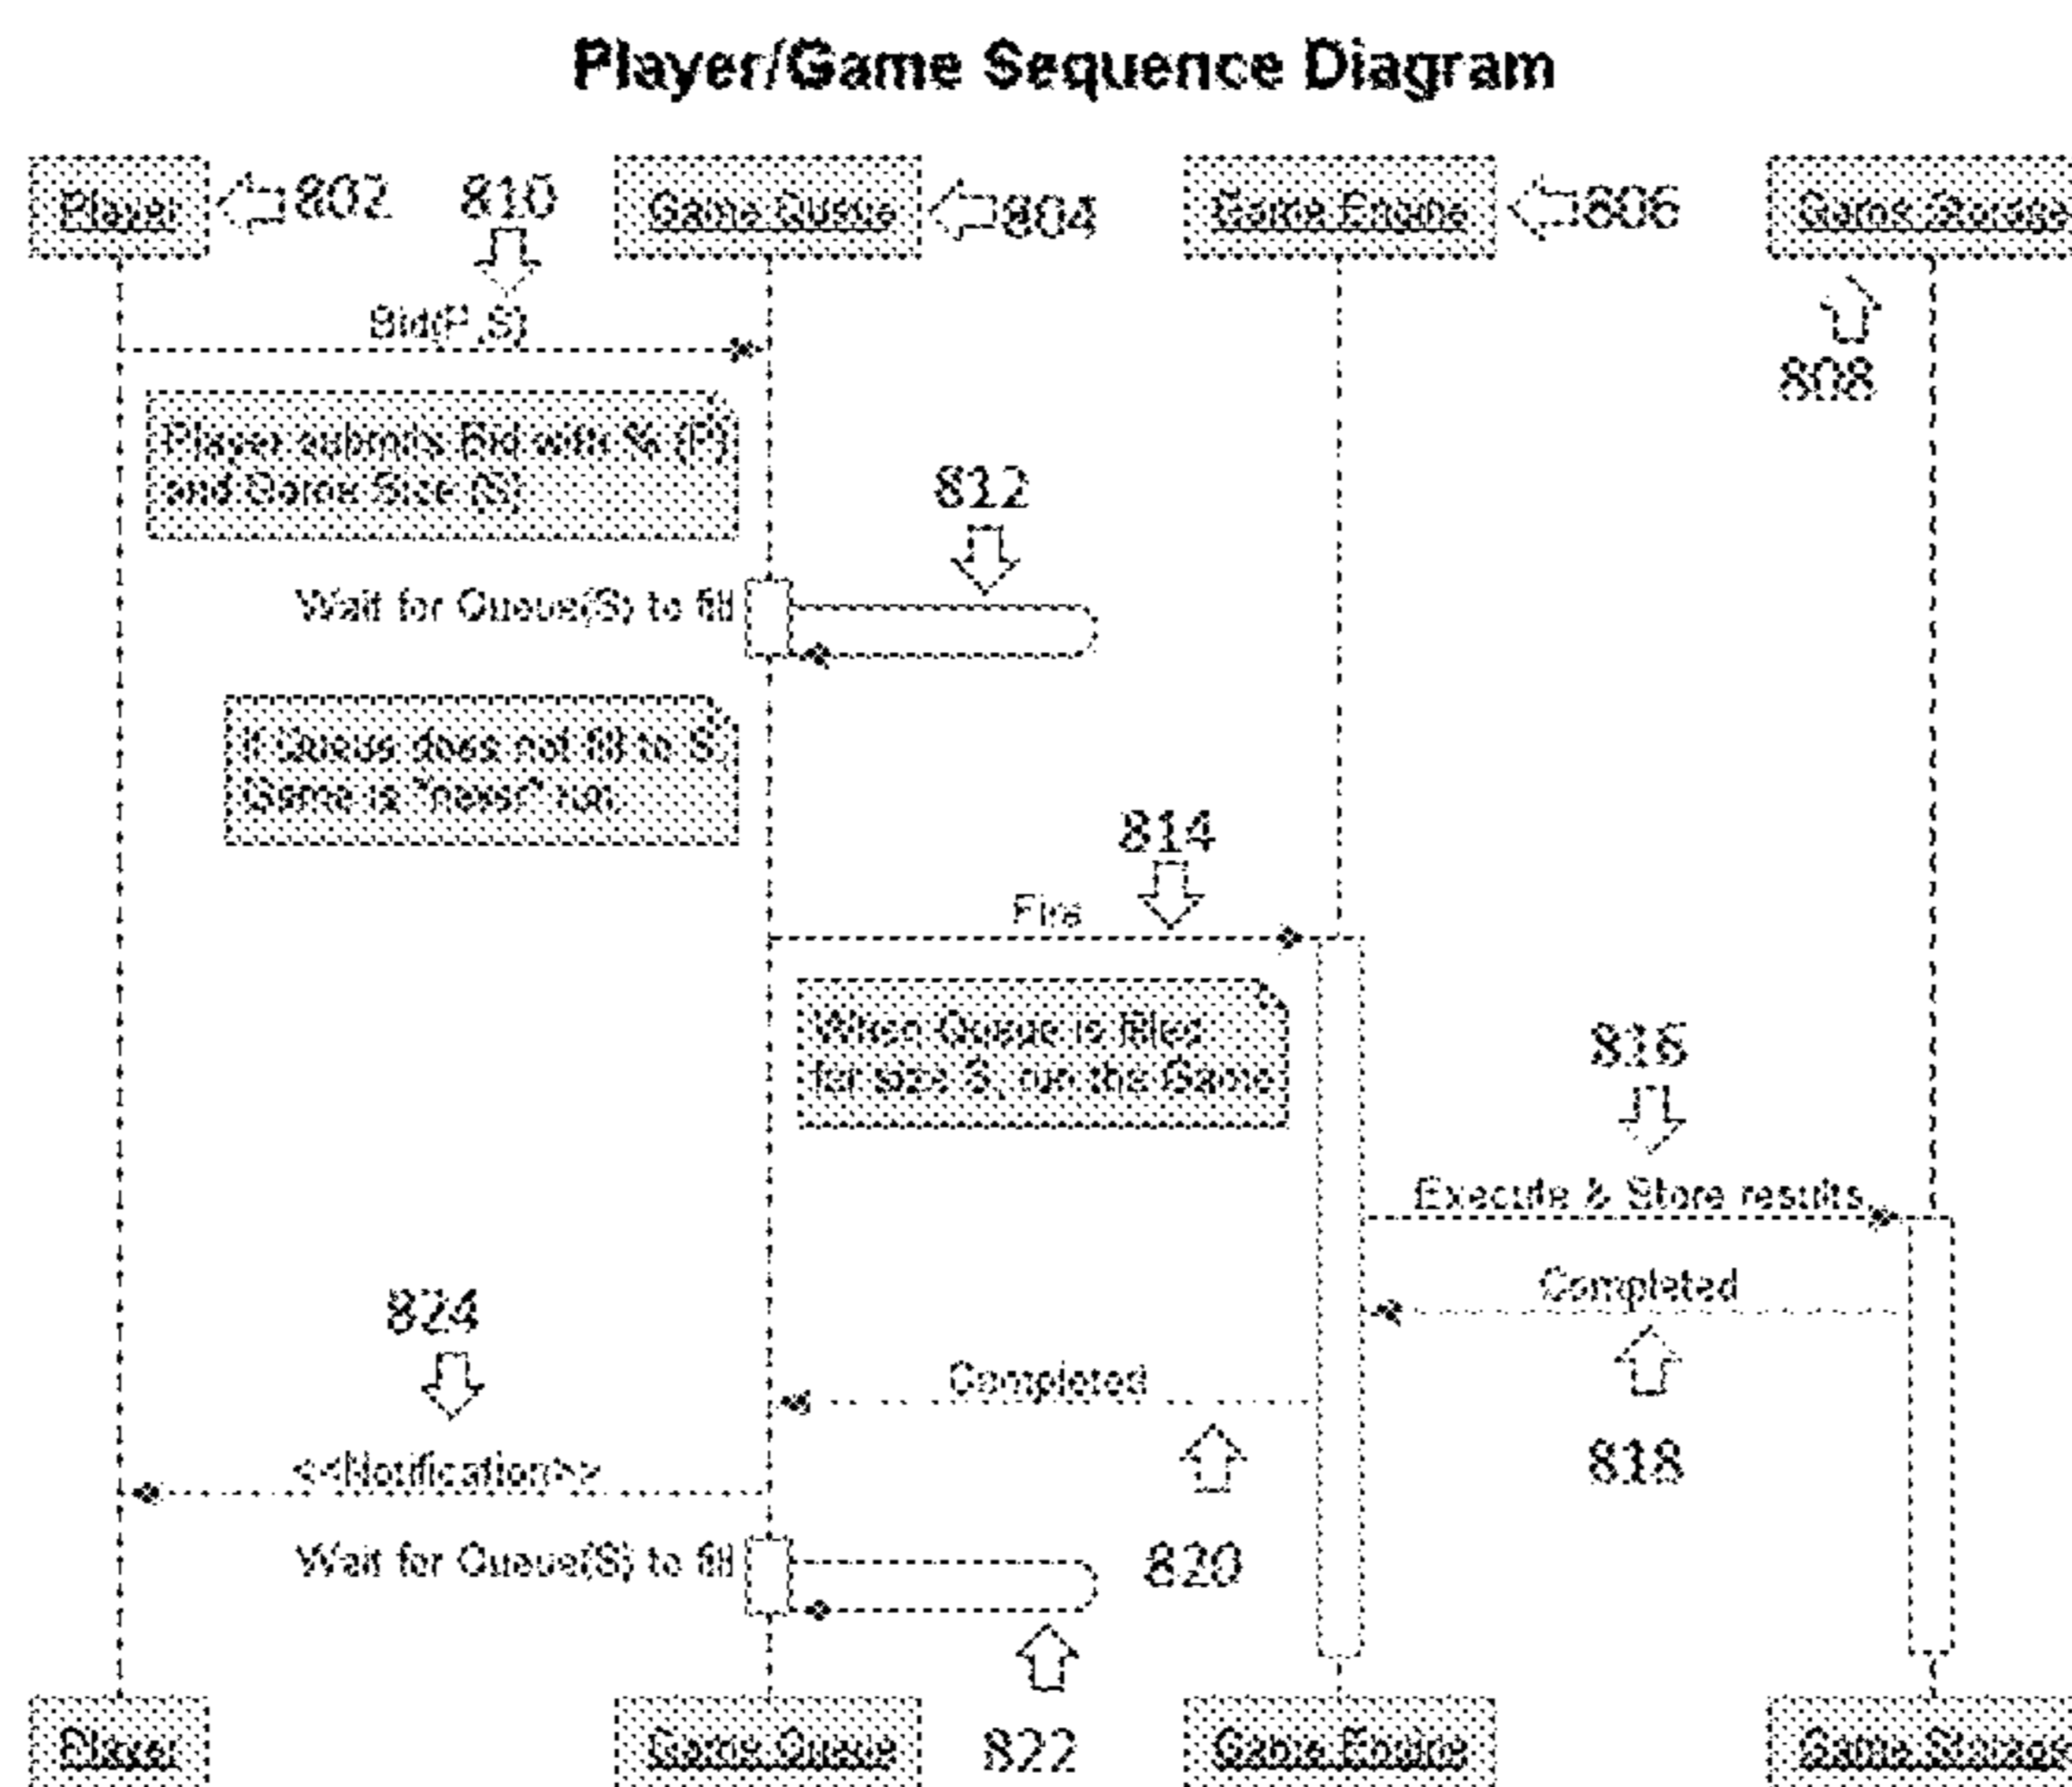 Player/Game Sequence Diagram
Player 802 810 Game Queue 804 Game Engine 806 Game Storage
Bid(P,S)
808
Player submits Bid with % (P)
and Game Size (S)
812
Wait for Queue(S) to fill
If Queue does not fill to S,
Game is "never" run.
814
Fire
When Queue is filled
for size S, run the Game
816
Execute & Store results
Completed
824
Completed
818
<<Notification>>
Wait for Queue(S) to fill
820
Player Game Queue 822 Game Engine Game Storage